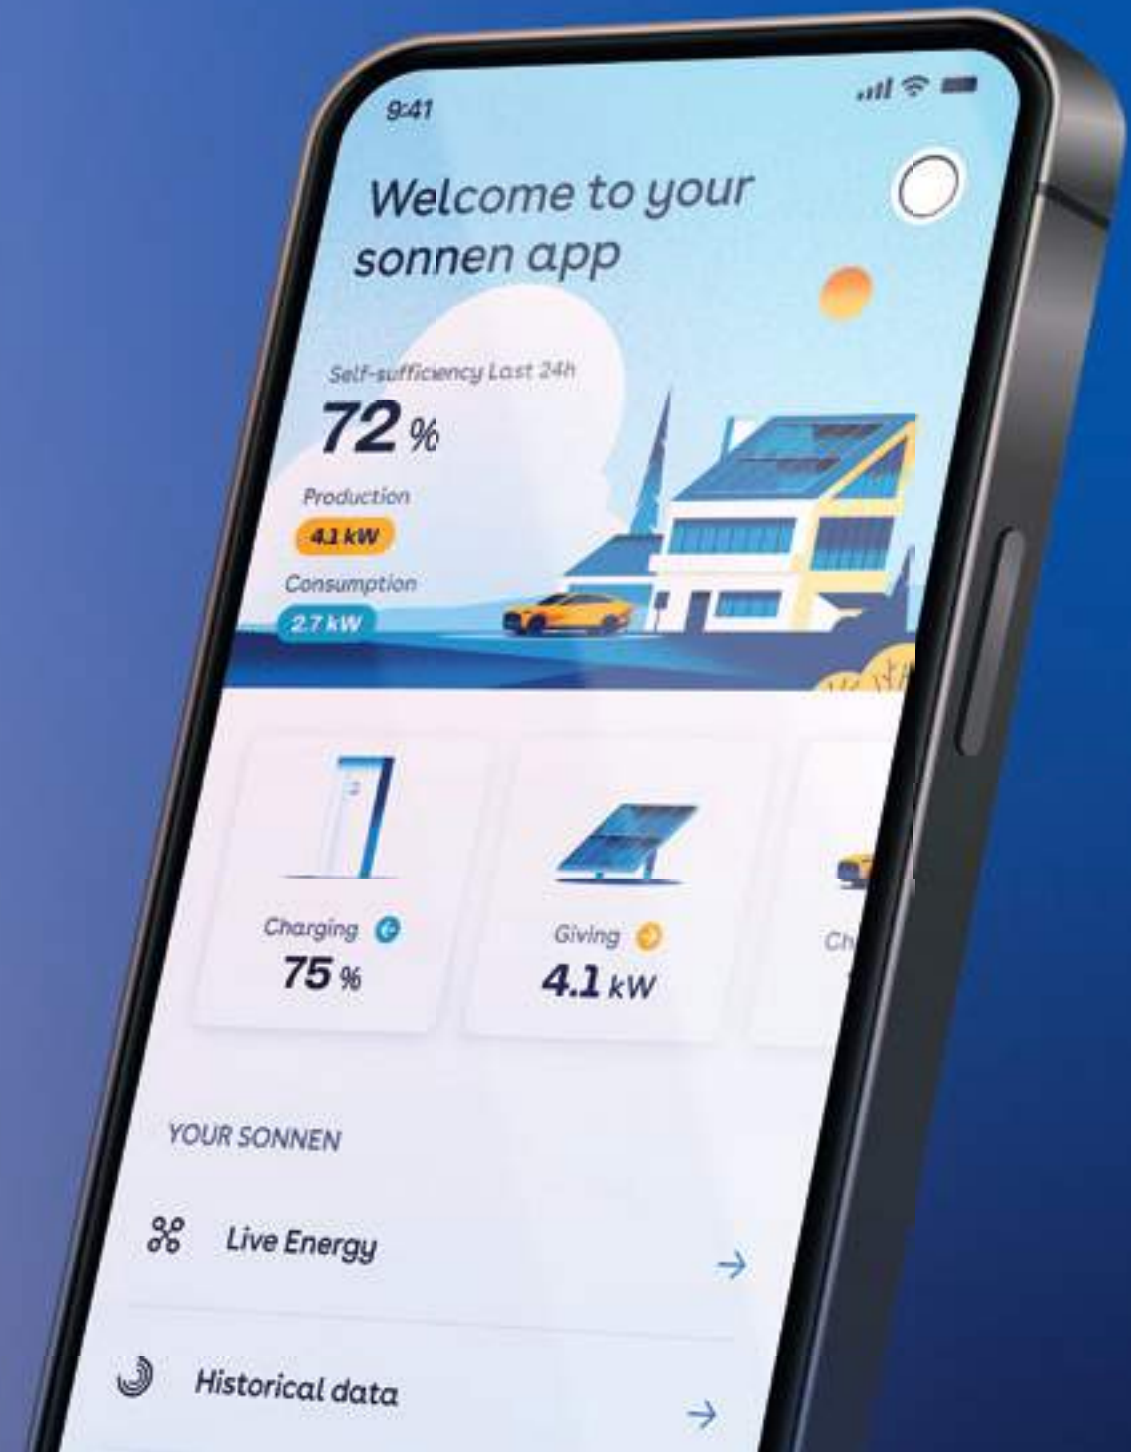 9:41
Welcome to your
sonnen app
Self-sufficiency Last 24h
72 %
Production
4.1 kW
Consumption
2.7 kW
Charging
75 %
Giving
4.1 kW
Ch
YOUR SONNEN
Live Energy
Historical data